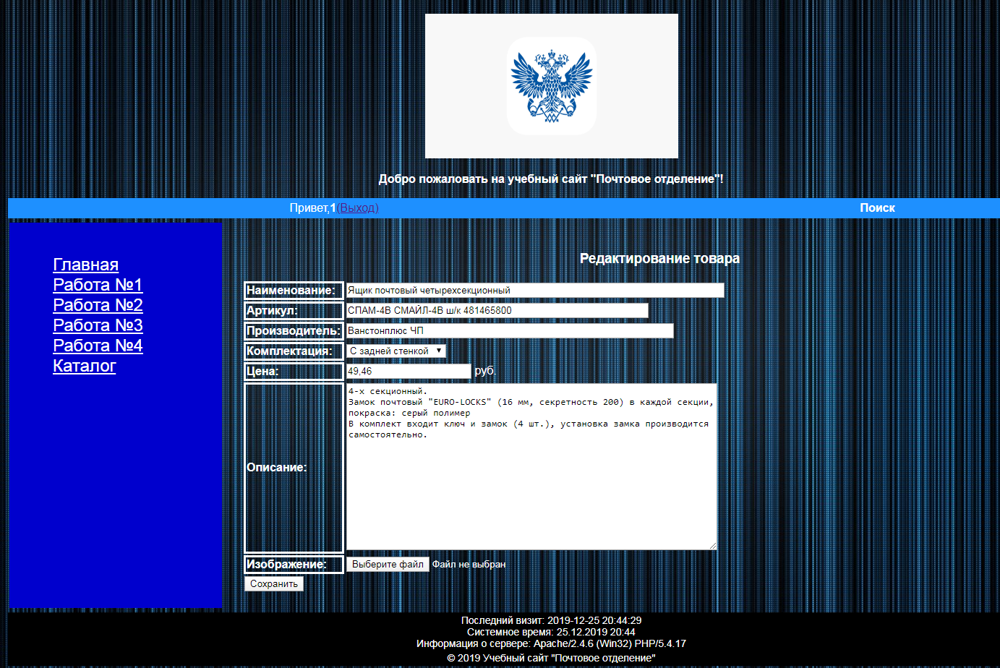 Добро пожаловать на учебный сайт "Почтовое отделение"!
Привет,1(Выход)
Поиск
Главная
Работа №1
Работа №2
Работа №3
Работа №4
Каталог
Редактирование товара
Наименование: Ящик почтовый четырехсекционный
Артикул: СПАМ-4В СМАЙЛ-4В ш/к 481465800
Производитель: Ванстонплюс ЧП
Комплектация: С задней стенкой
Цена: 49,46 руб.
Описание:
4-х секционный.
Замок почтовый "EURO-LOCKS" (16 мм, секретность 200) в каждой секции,
покраска: серый полимер
В комплект входит ключ и замок (4 шт.), установка замка производится
самостоятельно.
Изображение: Выберите файл Файл не выбран
Сохранить
Последний визит: 2019-12-25 20:44:29
Системное время: 25.12.2019 20:44
Информация о сервере: Apache/2.4.6 (Win32) PHP/5.4.17
© 2019 Учебный сайт "Почтовое отделение"